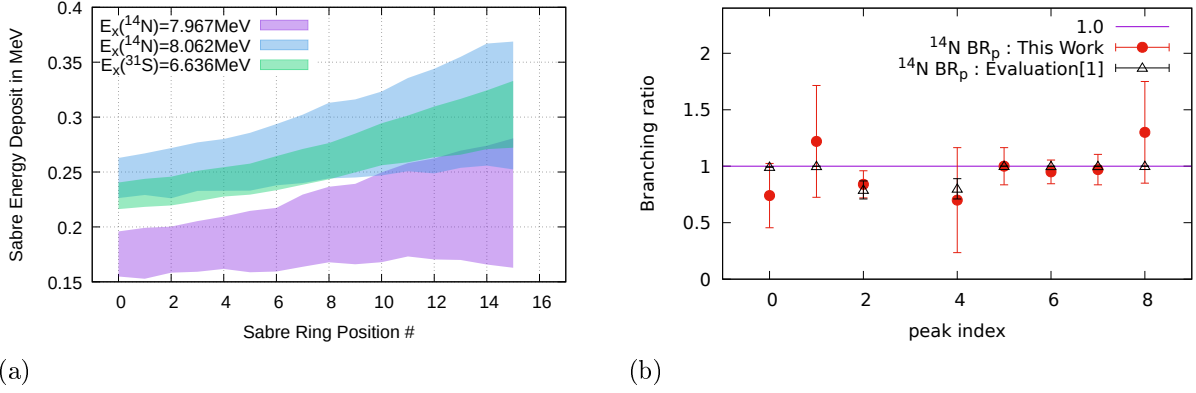 0.4
0.35
0.3
0.25
0.2
0.15
Sabre Energy Deposit in MeV
Eₓ(¹⁴N)=7.967MeV
Eₓ(¹⁴N)=8.062MeV
Eₓ(³¹S)=6.636MeV
0 2 4 6 8 10 12 14 16
Sabre Ring Position #
(a)
2
1.5
1
0.5
0
Branching ratio
1.0
¹⁴N BRₚ : This Work
¹⁴N BRₚ : Evaluation[1]
0 2 4 6 8
peak index
(b)